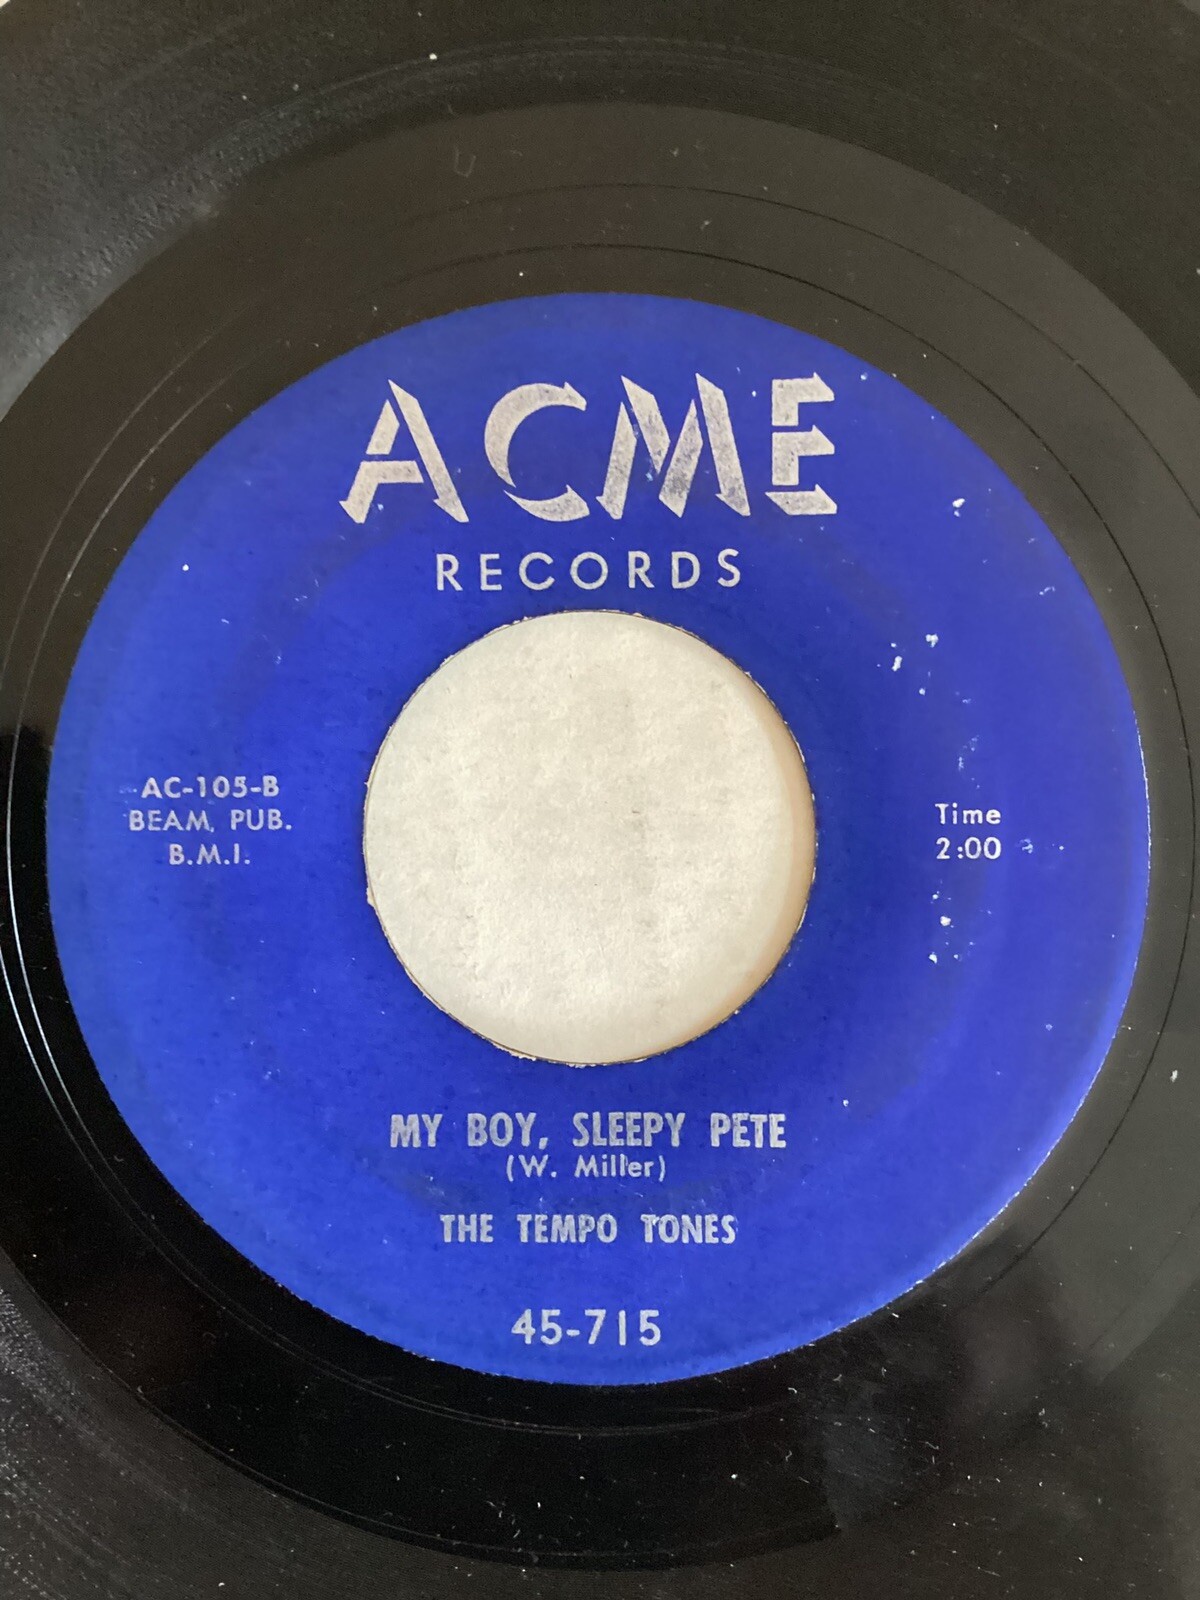 ACME
RECORDS
AC-105-B
BEAM, PUB.
B.M.I.
Time
2:00
MY BOY, SLEEPY PETE
(W. Miller)
THE TEMPO TONES
45-715